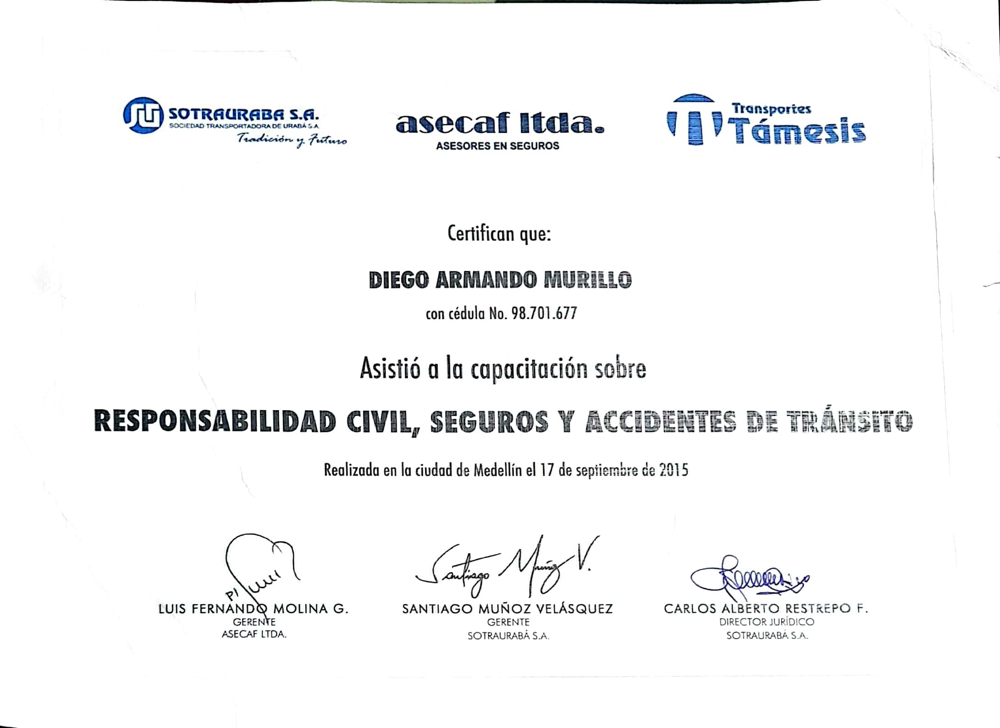 SOTRAURABA S.A.
SOCIEDAD TRANSPORTADORA DE URABÁ S.A
Tradición y Futuro
asecaf ltda.
ASESORES EN SEGUROS
Transportes
Támesis
Certifican que:
DIEGO ARMANDO MURILLO
con cédula No. 98.701.677
Asistió a la capacitación sobre
RESPONSABILIDAD CIVIL, SEGUROS Y ACCIDENTES DE TRÁNSITO
Realizada en la ciudad de Medellín el 17 de septiembre de 2015
Santiago Muñoz V.
LUIS FERNANDO MOLINA G.
GERENTE
ASECAF LTDA.
SANTIAGO MUÑOZ VELÁSQUEZ
GERENTE
SOTRAURABÁ S.A.
CARLOS ALBERTO RESTREPO F.
DIRECTOR JURÍDICO
SOTRAURABÁ S.A.